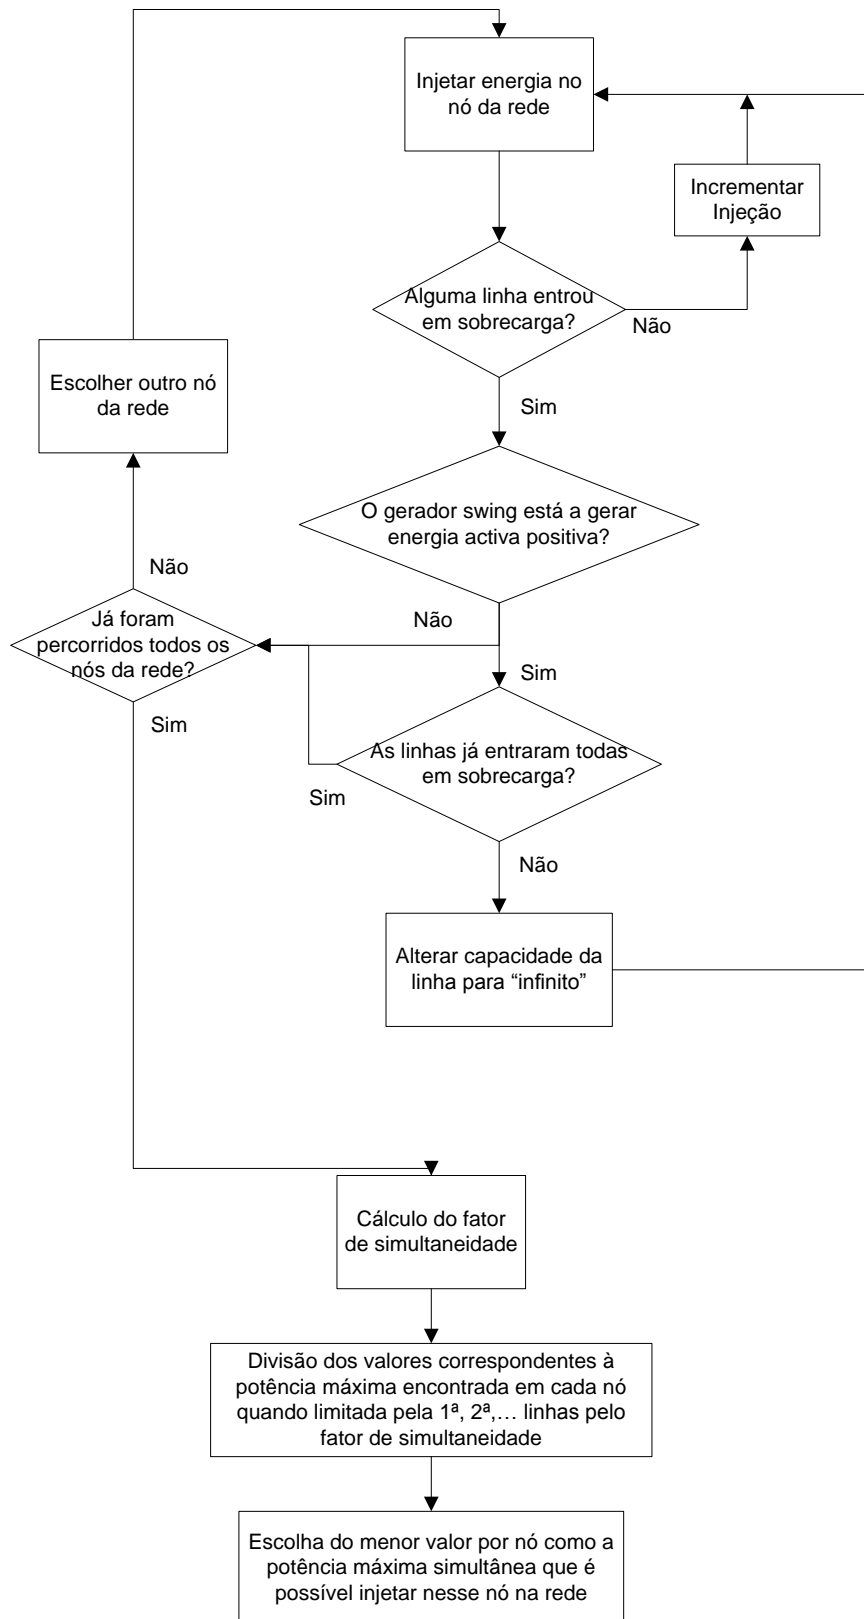 Injetar energia no
nó da rede
Incrementar
Injeção
Alguma linha entrou
em sobrecarga?
Não
Escolher outro nó
da rede
Sim
O gerador swing está a gerar
energia activa positiva?
Não
Não
Já foram
percorridos todos os
nós da rede?
Sim
Sim
As linhas já entraram todas
em sobrecarga?
Sim
Não
Alterar capacidade da
linha para “infinito”
Cálculo do fator
de simultaneidade
Divisão dos valores correspondentes à
potência máxima encontrada em cada nó
quando limitada pela 1ª, 2ª,… linhas pelo
fator de simultaneidade
Escolha do menor valor por nó como a
potência máxima simultânea que é
possível injetar nesse nó na rede